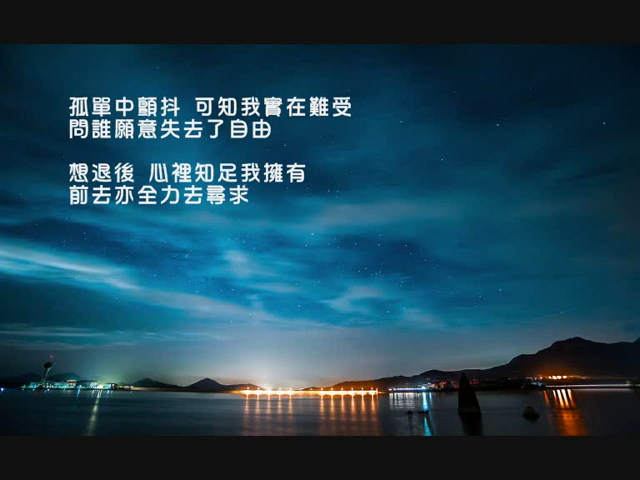 孤單中顫抖 可知我實在難受
問誰願意失去了自由
想退後 心裡知足我擁有
前去亦全力去尋求